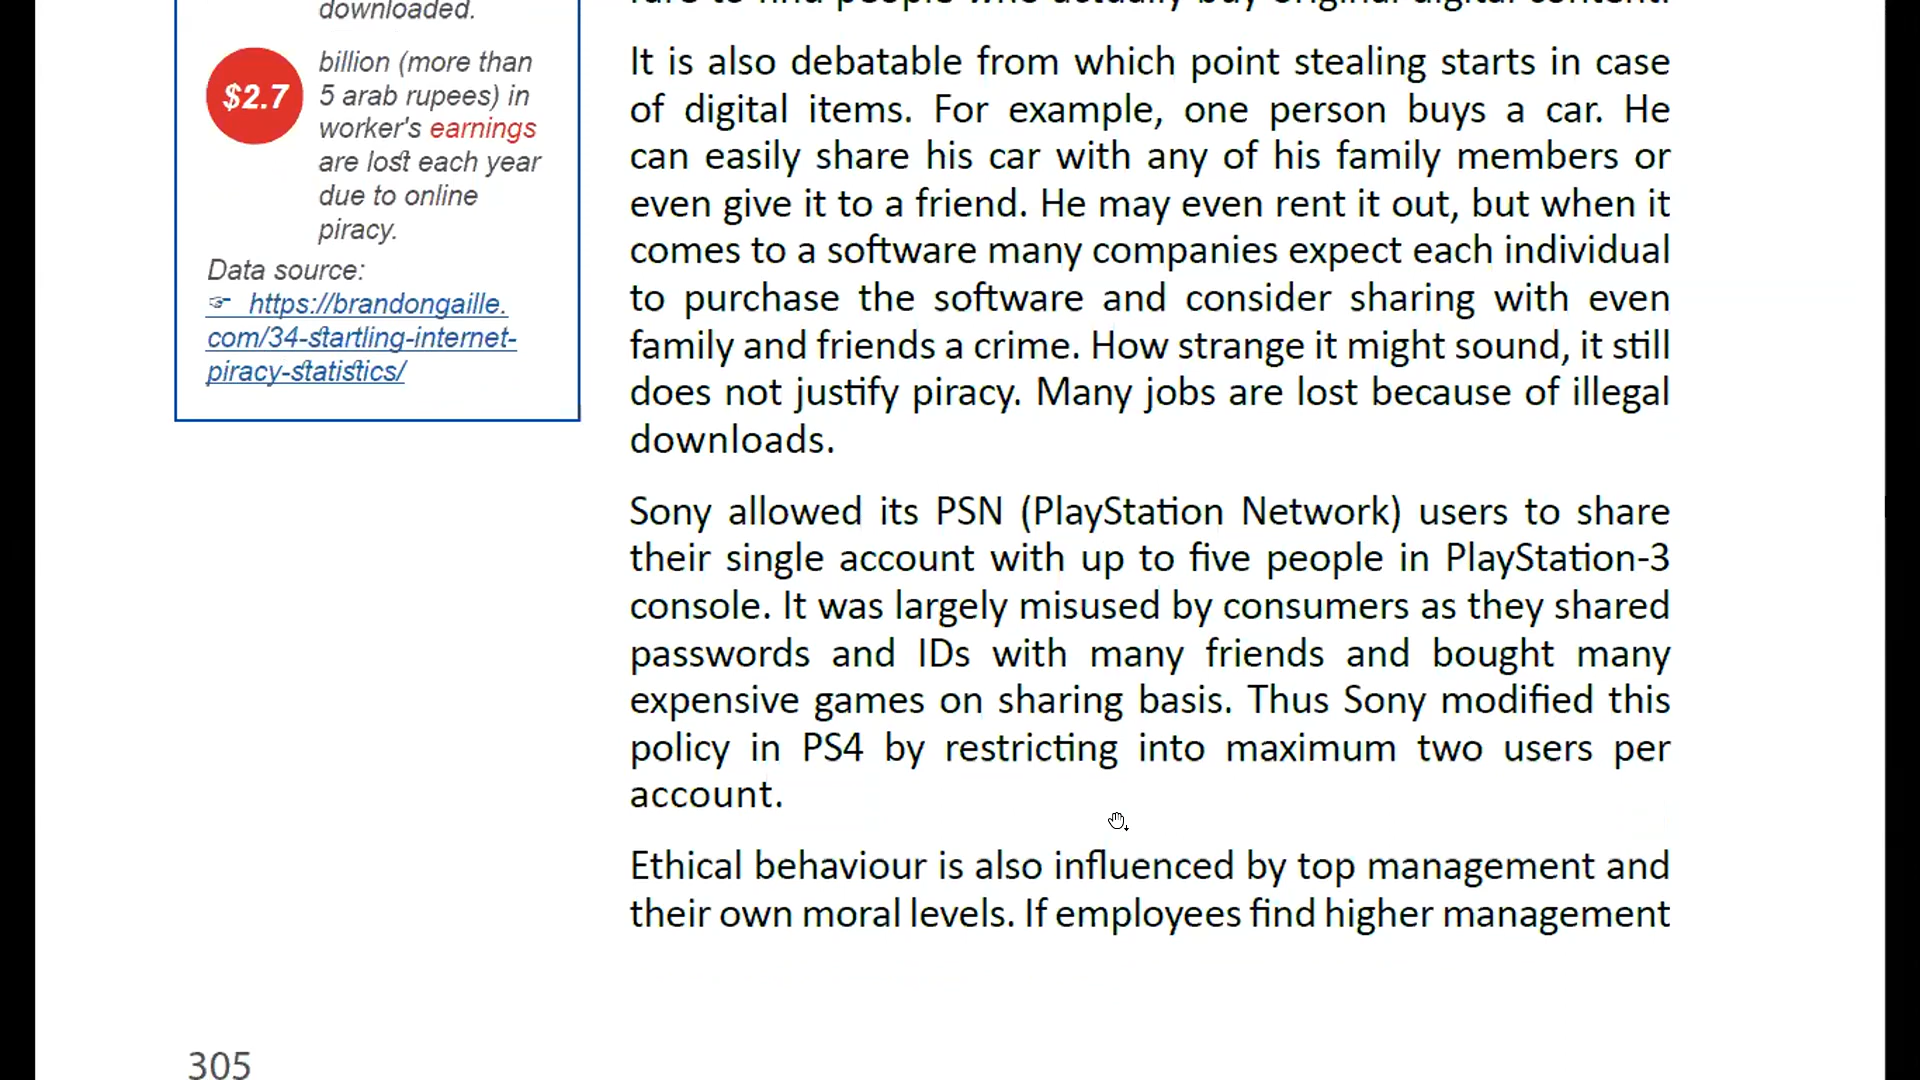 downloaded.
$2.7
billion (more than
5 arab rupees) in
worker's earnings
are lost each year
due to online
piracy.
Data source:
☞ https://brandongaille.
com/34-startling-internet-
piracy-statistics/
rare to find people who actually buy original digital content.
It is also debatable from which point stealing starts in case
of digital items. For example, one person buys a car. He
can easily share his car with any of his family members or
even give it to a friend. He may even rent it out, but when it
comes to a software many companies expect each individual
to purchase the software and consider sharing with even
family and friends a crime. How strange it might sound, it still
does not justify piracy. Many jobs are lost because of illegal
downloads.
Sony allowed its PSN (PlayStation Network) users to share
their single account with up to five people in PlayStation-3
console. It was largely misused by consumers as they shared
passwords and IDs with many friends and bought many
expensive games on sharing basis. Thus Sony modified this
policy in PS4 by restricting into maximum two users per
account.
Ethical behaviour is also influenced by top management and
their own moral levels. If employees find higher management
305